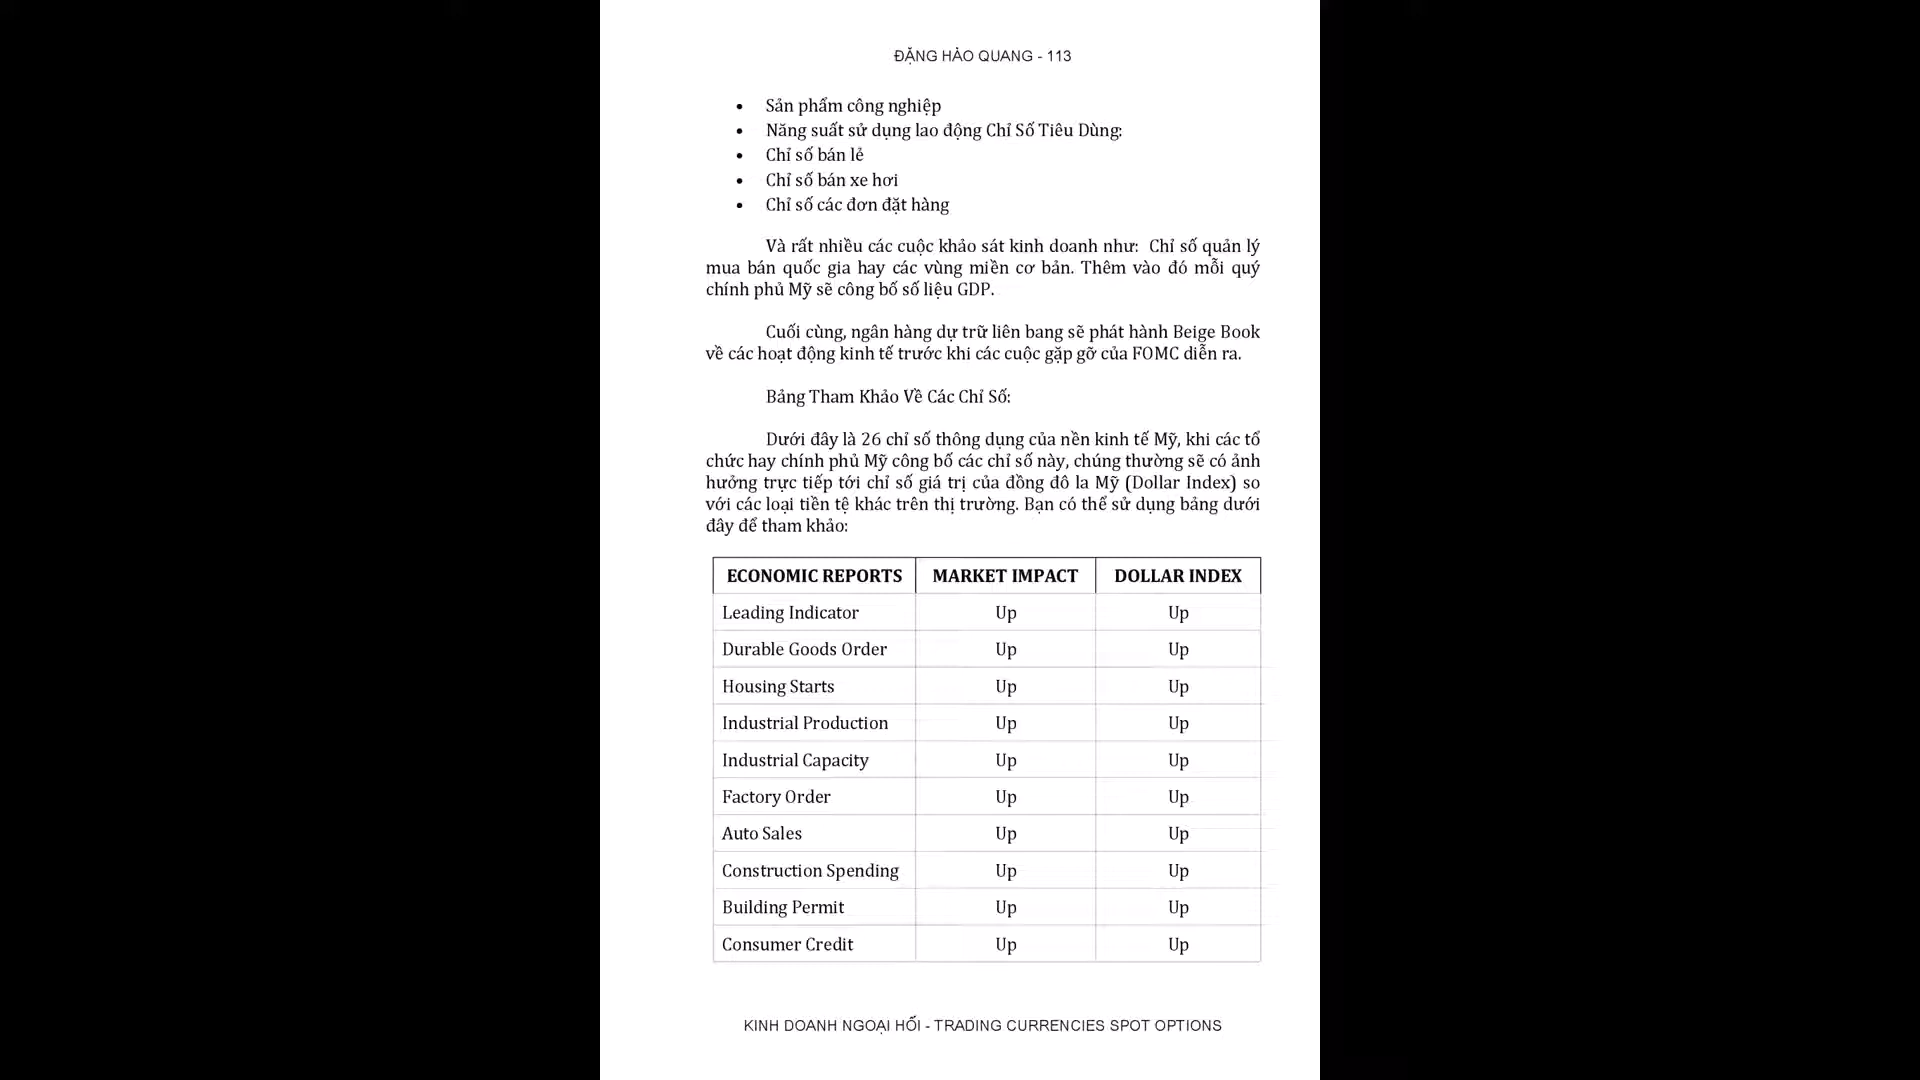 ĐẶNG HẢO QUANG - 113
• Sản phẩm công nghiệp
• Năng suất sử dụng lao động Chỉ Số Tiêu Dùng:
• Chỉ số bán lẻ
• Chỉ số bán xe hơi
• Chỉ số các đơn đặt hàng
Và rất nhiều các cuộc khảo sát kinh doanh như: Chỉ số quản lý
mua bán quốc gia hay các vùng miền cơ bản. Thêm vào đó mỗi quý
chính phủ Mỹ sẽ công bố số liệu GDP.
Cuối cùng, ngân hàng dự trữ liên bang sẽ phát hành Beige Book
về các hoạt động kinh tế trước khi các cuộc gặp gỡ của FOMC diễn ra.
Bảng Tham Khảo Về Các Chỉ Số:
Dưới đây là 26 chỉ số thông dụng của nền kinh tế Mỹ, khi các tổ
chức hay chính phủ Mỹ công bố các chỉ số này, chúng thường sẽ có ảnh
hưởng trực tiếp tới chỉ số giá trị của đồng đô la Mỹ (Dollar Index) so
với các loại tiền tệ khác trên thị trường. Bạn có thể sử dụng bảng dưới
đây để tham khảo:
ECONOMIC REPORTS MARKET IMPACT DOLLAR INDEX
Leading Indicator Up Up
Durable Goods Order Up Up
Housing Starts Up Up
Industrial Production Up Up
Industrial Capacity Up Up
Factory Order Up Up
Auto Sales Up Up
Construction Spending Up Up
Building Permit Up Up
Consumer Credit Up Up
KINH DOANH NGOẠI HỐI - TRADING CURRENCIES SPOT OPTIONS